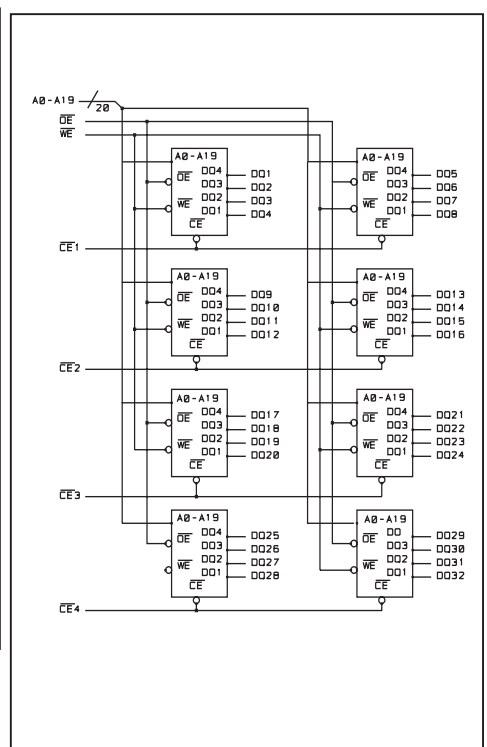 A0-A19
20
OE
WE
A0-A19
OE
WE
DQ4
DQ3
DQ2
DQ1
CE
DQ1
DQ2
DQ3
DQ4
A0-A19
OE
WE
DQ4
DQ3
DQ2
DQ1
CE
DQ5
DQ6
DQ7
DQ8
CE1
A0-A19
OE
WE
DQ4
DQ3
DQ2
DQ1
CE
DQ9
DQ10
DQ11
DQ12
A0-A19
OE
WE
DQ4
DQ3
DQ2
DQ1
CE
DQ13
DQ14
DQ15
DQ16
CE2
A0-A19
OE
WE
DQ4
DQ3
DQ2
DQ1
CE
DQ17
DQ18
DQ19
DQ20
A0-A19
OE
WE
DQ4
DQ3
DQ2
DQ1
CE
DQ21
DQ22
DQ23
DQ24
CE3
A0-A19
OE
WE
DQ4
DQ3
DQ2
DQ1
CE
DQ25
DQ26
DQ27
DQ28
A0-A19
OE
WE
DQ
DQ3
DQ2
DQ1
CE
DQ29
DQ30
DQ31
DQ32
CE4